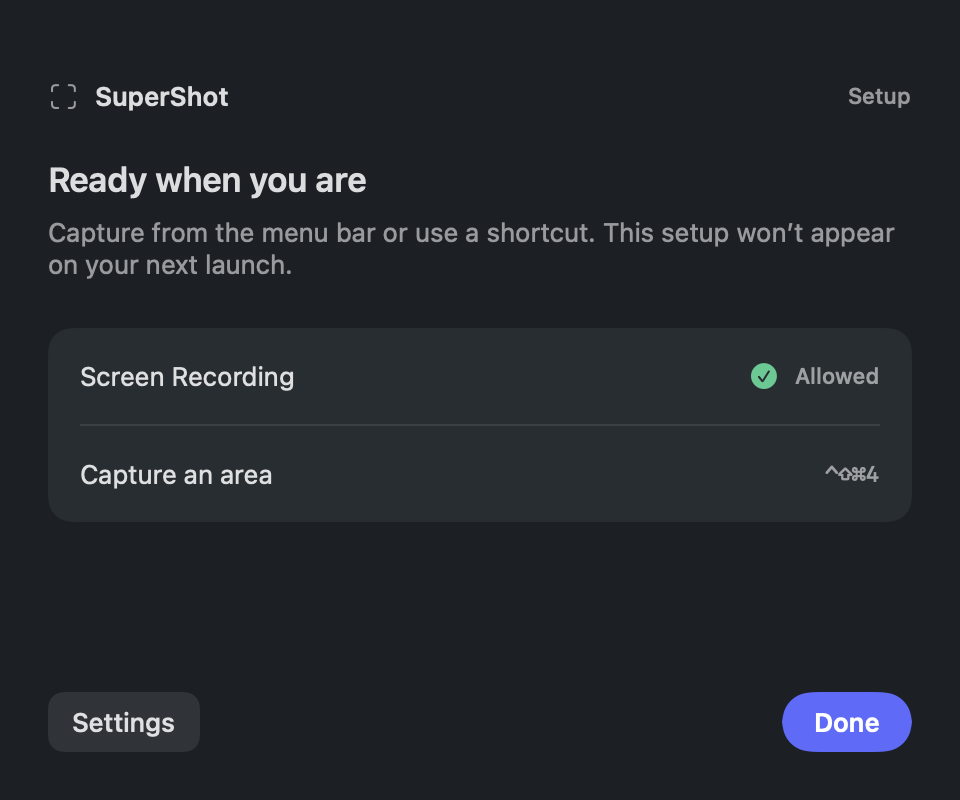 SuperShot
Setup
Ready when you are
Capture from the menu bar or use a shortcut. This setup won’t appear
on your next launch.
Screen Recording
Allowed
Capture an area
^⇧⌘4
Settings
Done